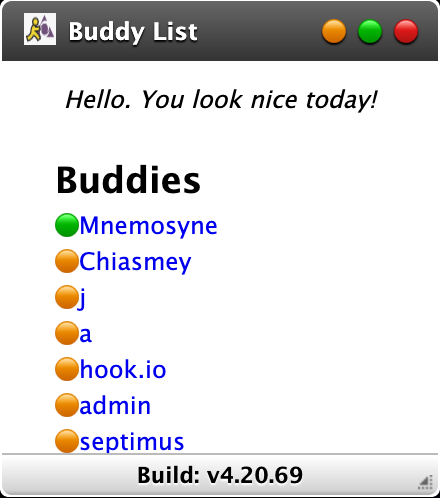 Buddy List
Hello. You look nice today!
Buddies
Mnemosyne
Chiasmey
j
a
hook.io
admin
septimus
Build: v4.20.69